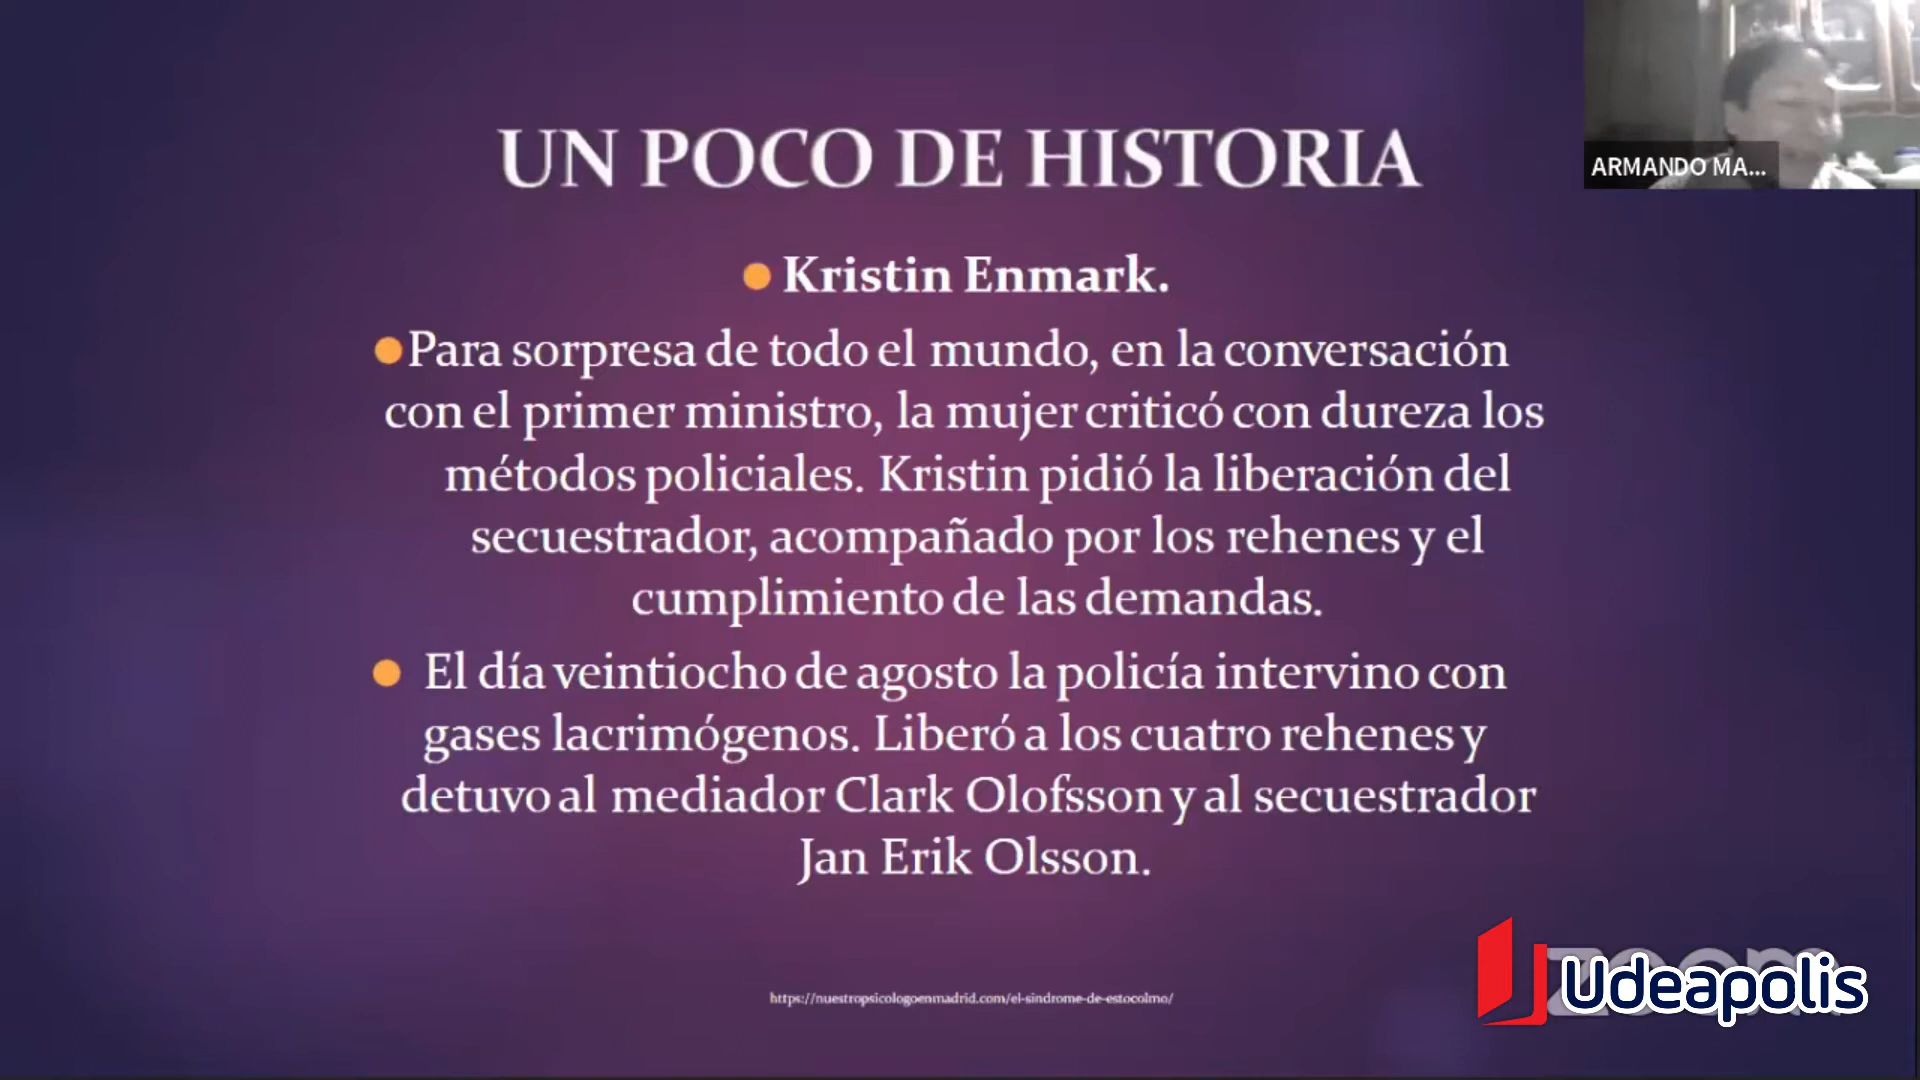 UN POCO DE HISTORIA
ARMANDO MA...
Kristin Enmark.
Para sorpresa de todo el mundo, en la conversación
con el primer ministro, la mujer criticó con dureza los
métodos policiales. Kristin pidió la liberación del
secuestrador, acompañado por los rehenes y el
cumplimiento de las demandas.
El día veintiocho de agosto la policía intervino con
gases lacrimógenos. Liberó a los cuatro rehenes y
detuvo al mediador Clark Olofsson y al secuestrador
Jan Erik Olsson.
https://nuestropsicologoenmadrid.com/el-sindrome-de-estocolmo/
zoom
Udeapolis